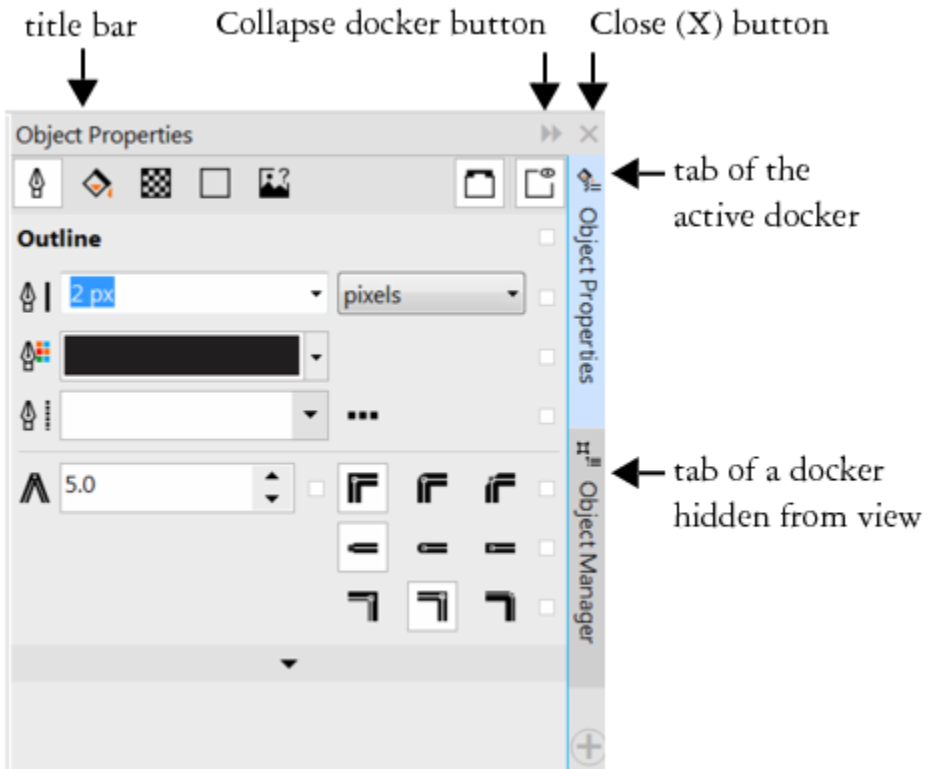 title bar
Collapse docker button
Close (X) button
Object Properties
tab of the
active docker
Object Properties
Outline
2 px
pixels
tab of a docker
hidden from view
Object Manager
5.0